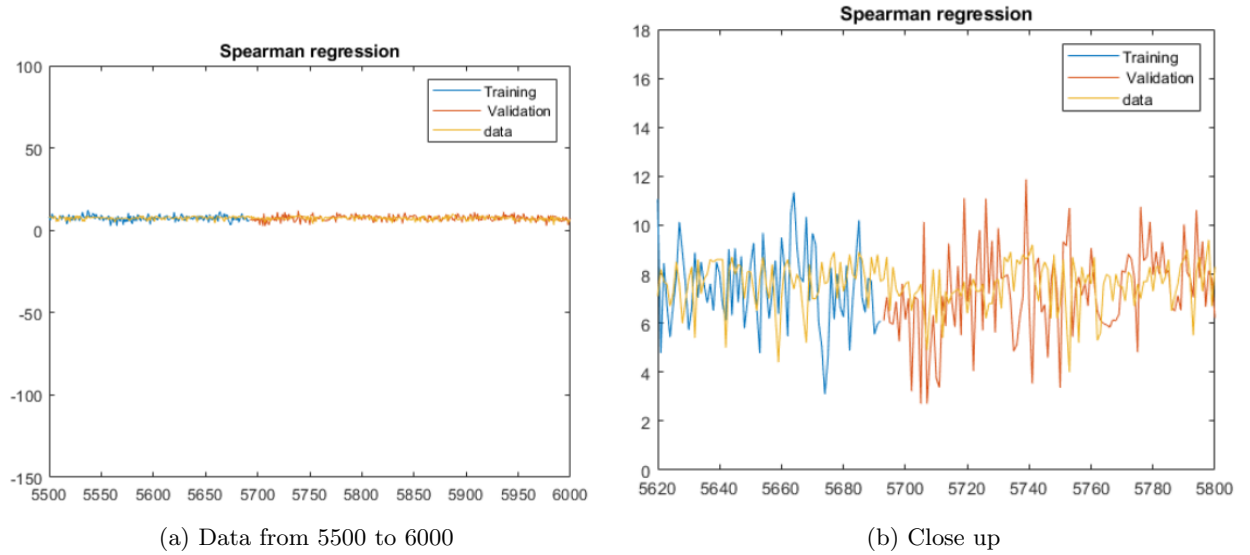 Spearman regression
100
50
0
-50
-100
-150
5500 5550 5600 5650 5700 5750 5800 5850 5900 5950 6000
Training
Validation
data
(a) Data from 5500 to 6000
Spearman regression
18
16
14
12
10
8
6
4
2
0
5620 5640 5660 5680 5700 5720 5740 5760 5780 5800
Training
Validation
data
(b) Close up